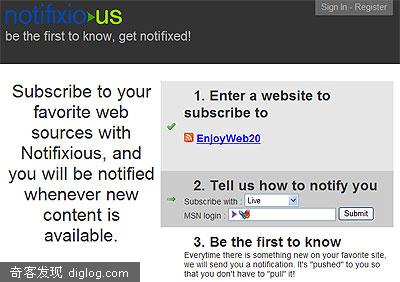 notifixio▸us
Sign In - Register
be the first to know, get notifixed!
Subscribe to your
favorite web
sources with
Notifixious, and
you will be notified
whenever new
content is
available.
1. Enter a website to
subscribe to
EnjoyWeb20
2. Tell us how to notify you
Subscribe with : Live
MSN login : Submit
3. Be the first to know
Everytime there is something new on your favorite site,
we will send you a notification. It's "pushed" to you so
that you don't have to "pull" it!
奇客发现 diglog.com